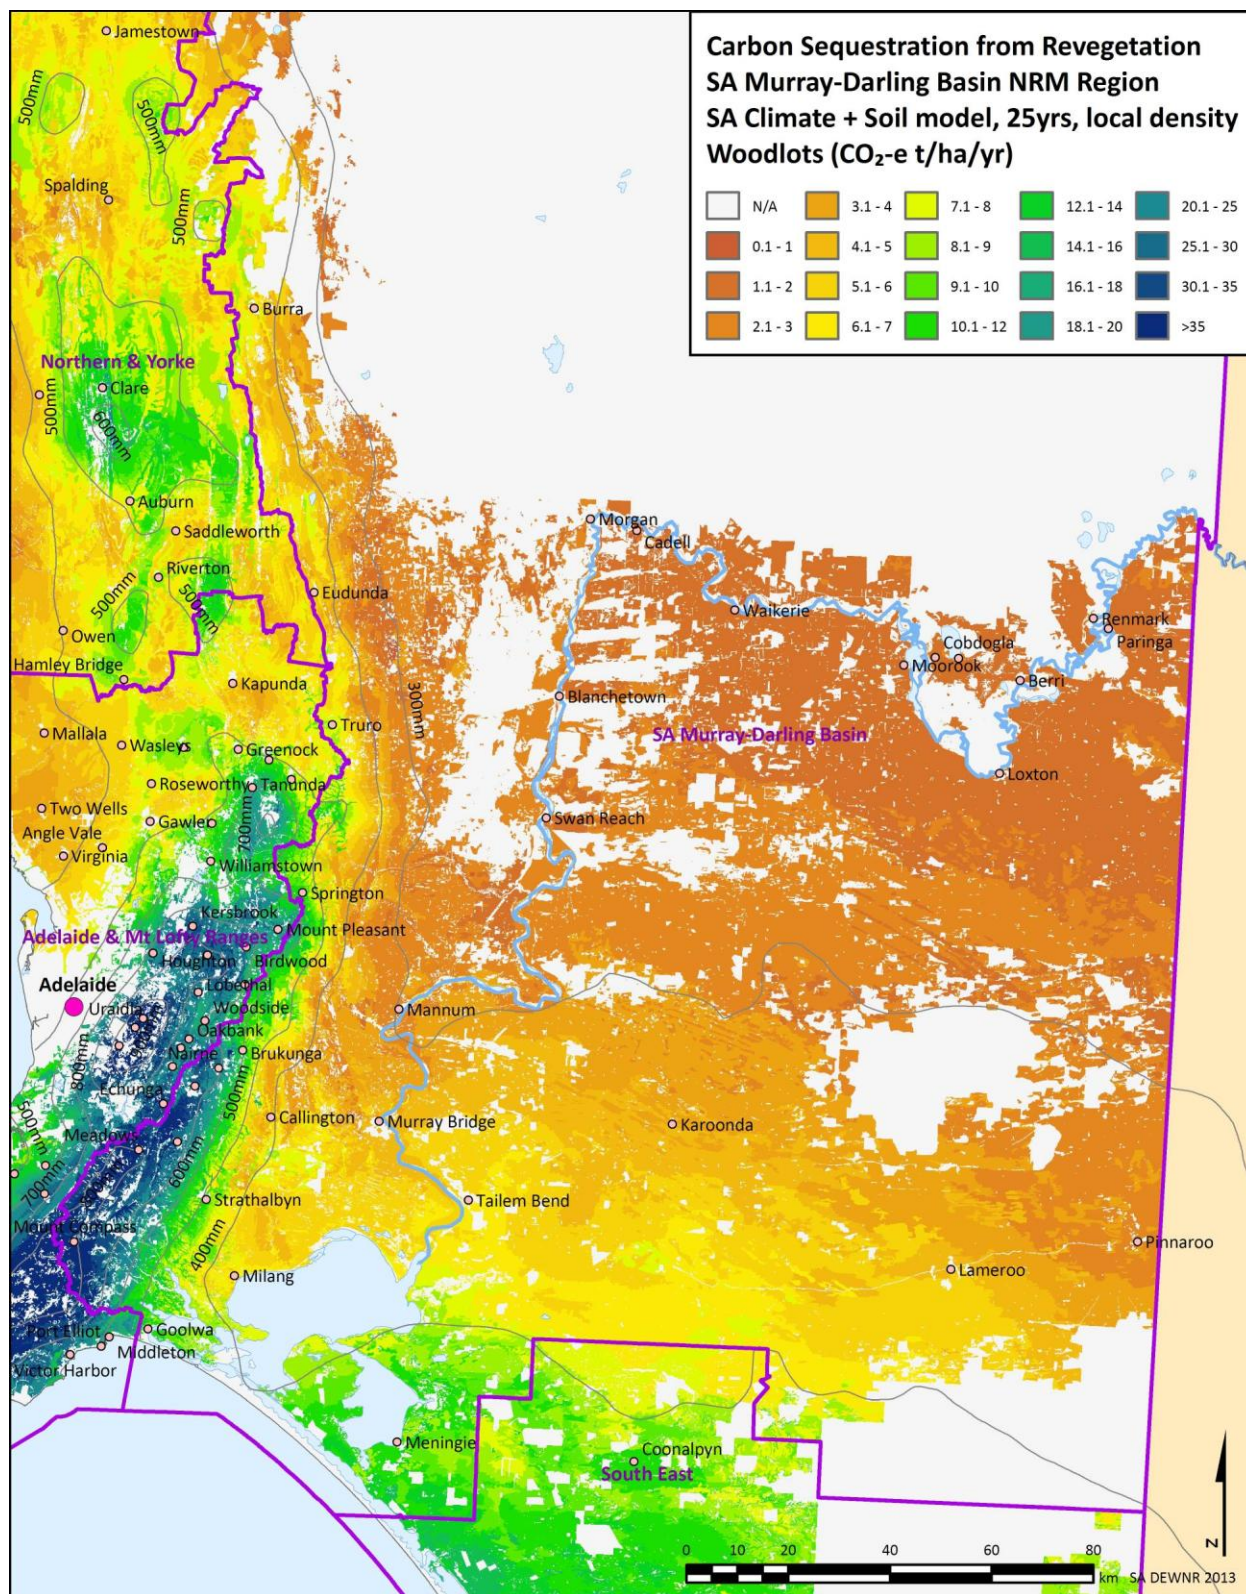 Carbon Sequestration from Revegetation
SA Murray-Darling Basin NRM Region
SA Climate + Soil model, 25yrs, local density
Woodlots (CO₂-e t/ha/yr)
N/A
3.1 - 4
7.1 - 8
12.1 - 14
20.1 - 25
0.1 - 1
4.1 - 5
8.1 - 9
14.1 - 16
25.1 - 30
1.1 - 2
5.1 - 6
9.1 - 10
16.1 - 18
30.1 - 35
2.1 - 3
6.1 - 7
10.1 - 12
18.1 - 20
>35
Jamestown
500mm
500mm
Spalding
500mm
Burra
Northern & Yorke
Clare
500mm
600mm
Auburn
Saddleworth
Riverton
500mm
500mm
Eudunda
Owen
Hamley Bridge
Kapunda
300mm
Morgan
Cadell
Waikerie
Renmark
Paringa
Cobdogla
Moorook
Berri
Blanchetown
SA Murray-Darling Basin
Loxton
Mallala
Wasleys
Greenock
Truro
Roseworthy
Tanunda
Two Wells
Gawler
700mm
Swan Reach
Angle Vale
Virginia
Williamstown
Springton
Kersbrook
Adelaide & Mt Lofty Ranges
Mount Pleasant
Houghton
Birdwood
Adelaide
Lobethal
Uraidla
Woodside
Mannum
900mm
Oakbank
800mm
Nairne
Brukunga
Echunga
500mm
Callington
Murray Bridge
Karoonda
500mm
Meadows
600mm
700mm
800mm
Strathalbyn
Tailem Bend
Mount Compass
400mm
Pinnaroo
Lameroo
Milang
Port Elliot
Goolwa
Middleton
Victor Harbor
Meningie
Coonalpyn
South East
0 10 20 40 60 80
km
SA DEWNR 2013
N